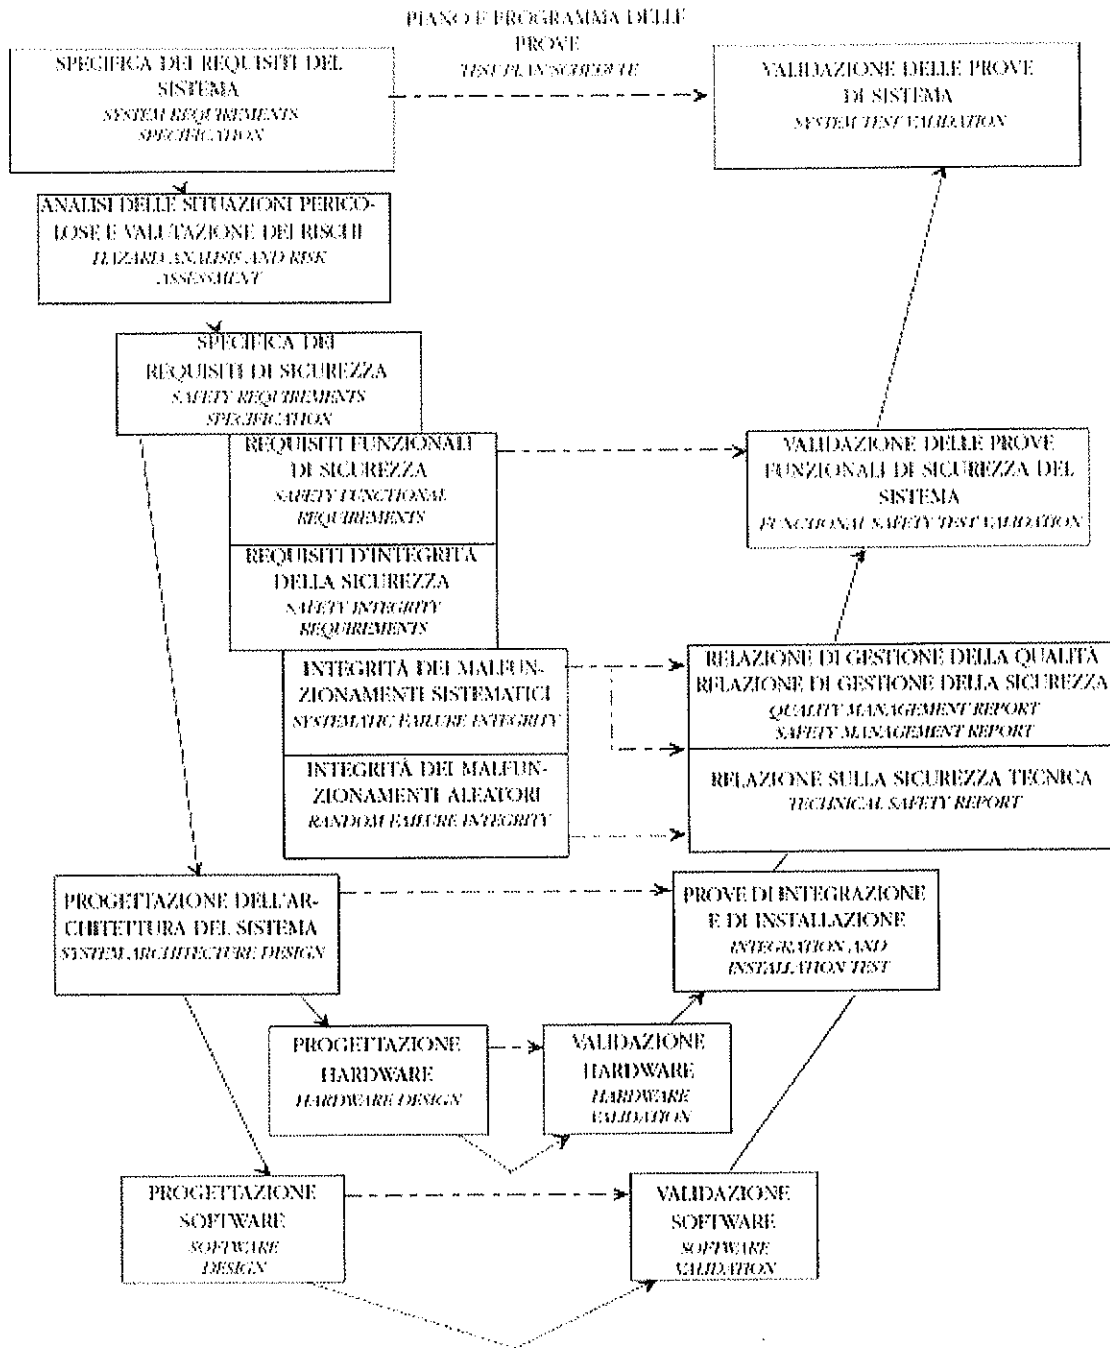 PIANO E PROGRAMMA DELLE
PROVE
TEST PLAN/SCHEDULE
SPECIFICA DEI REQUISITI DEL
SISTEMA
SYSTEM REQUIREMENTS
SPECIFICATION
VALIDAZIONE DELLE PROVE
DI SISTEMA
SYSTEM TEST VALIDATION
ANALISI DELLE SITUAZIONI PERICO-
LOSE E VALUTAZIONE DEI RISCHI
HAZARD ANALYSIS AND RISK
ASSESSMENT
SPECIFICA DEI
REQUISITI DI SICUREZZA
SAFETY REQUIREMENTS
SPECIFICATION
REQUISITI FUNZIONALI
DI SICUREZZA
SAFETY FUNCTIONAL
REQUIREMENTS
VALIDAZIONE DELLE PROVE
FUNZIONALI DI SICUREZZA DEL
SISTEMA
FUNCTIONAL SAFETY TEST VALIDATION
REQUISITI D'INTEGRITÀ
DELLA SICUREZZA
SAFETY INTEGRITY
REQUIREMENTS
INTEGRITÀ DEI MALFUN-
ZIONAMENTI SISTEMATICI
SYSTEMATIC FAILURE INTEGRITY
RELAZIONE DI GESTIONE DELLA QUALITÀ
RELAZIONE DI GESTIONE DELLA SICUREZZA
QUALITY MANAGEMENT REPORT
SAFETY MANAGEMENT REPORT
INTEGRITÀ DEI MALFUN-
ZIONAMENTI ALEATORI
RANDOM FAILURE INTEGRITY
RELAZIONE SULLA SICUREZZA TECNICA
TECHNICAL SAFETY REPORT
PROGETTAZIONE DELL'AR-
CHITETTURA DEL SISTEMA
SYSTEM ARCHITECTURE DESIGN
PROVE DI INTEGRAZIONE
E DI INSTALLAZIONE
INTEGRATION AND
INSTALLATION TEST
PROGETTAZIONE
HARDWARE
HARDWARE DESIGN
VALIDAZIONE
HARDWARE
HARDWARE
VALIDATION
PROGETTAZIONE
SOFTWARE
SOFTWARE
DESIGN
VALIDAZIONE
SOFTWARE
SOFTWARE
VALIDATION